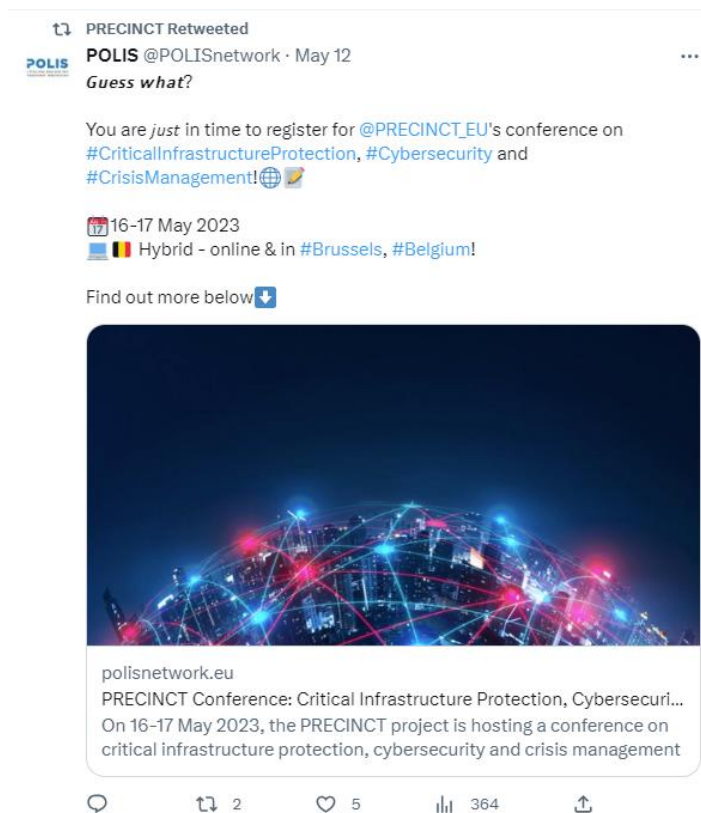 PRECINCT Retweeted
POLIS @POLISnetwork · May 12
POLIS
Guess what?
You are just in time to register for @PRECINCT_EU's conference on
#CriticalInfrastructureProtection, #Cybersecurity and
#CrisisManagement!🌐📝
📅16-17 May 2023
💻🇧🇪 Hybrid - online & in #Brussels, #Belgium!
Find out more below⬇️
polisnetwork.eu
PRECINCT Conference: Critical Infrastructure Protection, Cybersecuri...
On 16-17 May 2023, the PRECINCT project is hosting a conference on
critical infrastructure protection, cybersecurity and crisis management
2 5 364